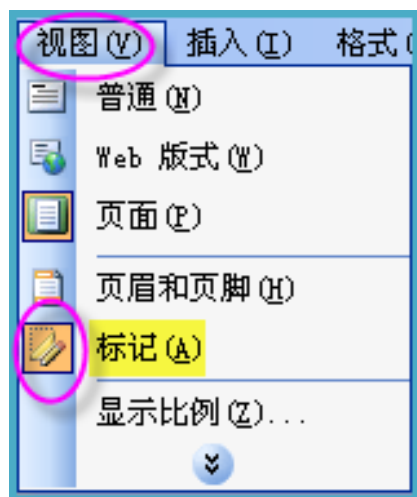 视图(V) 插入(I) 格式(
普通(N)
Web 版式(W)
页面(P)
页眉和页脚(H)
标记(A)
显示比例(Z)...